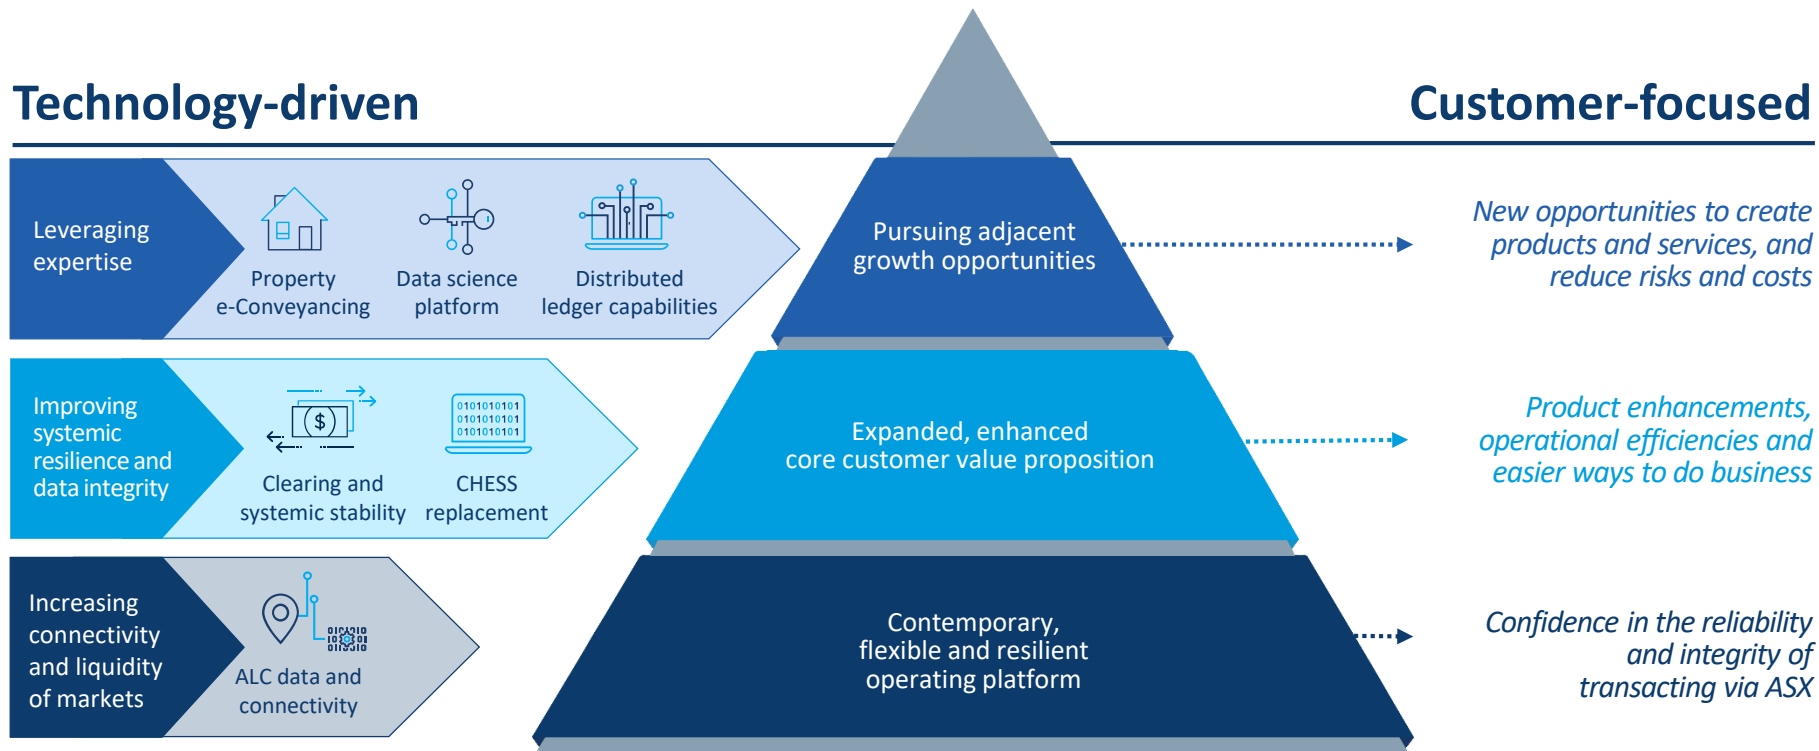 Technology-driven
Customer-focused
Leveraging
expertise
Property
e-Conveyancing
Data science
platform
Distributed
ledger capabilities
Pursuing adjacent
growth opportunities
New opportunities to create
products and services, and
reduce risks and costs
Improving
systemic
resilience and
data integrity
$
Clearing and
systemic stability
0101010101
0101010101
0101010101
CHESS
replacement
Expanded, enhanced
core customer value proposition
Product enhancements,
operational efficiencies and
easier ways to do business
Increasing
connectivity
and liquidity
of markets
ALC data and
connectivity
Contemporary,
flexible and resilient
operating platform
Confidence in the reliability
and integrity of
transacting via ASX